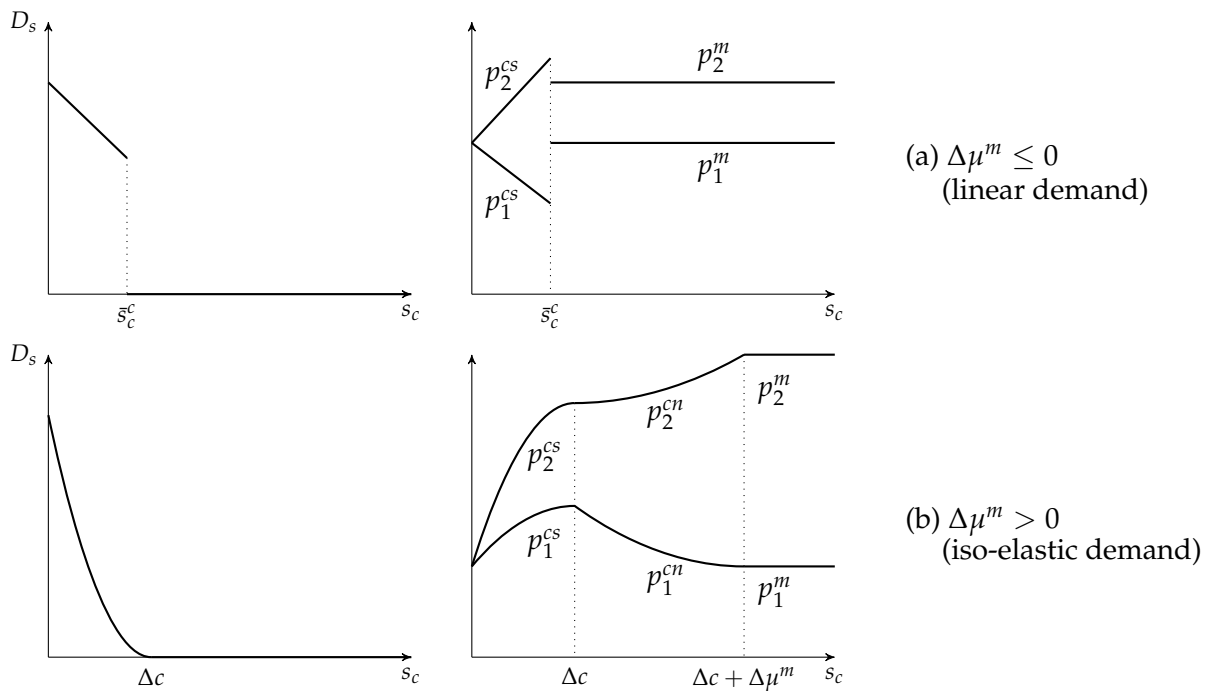 D_s
s̄_c^c
s_c
p_2^{cs}
p_1^{cs}
p_2^m
p_1^m
s̄_c^c
s_c
(a) Δμ^m ≤ 0
(linear demand)
D_s
Δc
s_c
p_2^{cs}
p_1^{cs}
p_2^{cn}
p_1^{cn}
p_2^m
p_1^m
Δc
Δc + Δμ^m
s_c
(b) Δμ^m > 0
(iso-elastic demand)